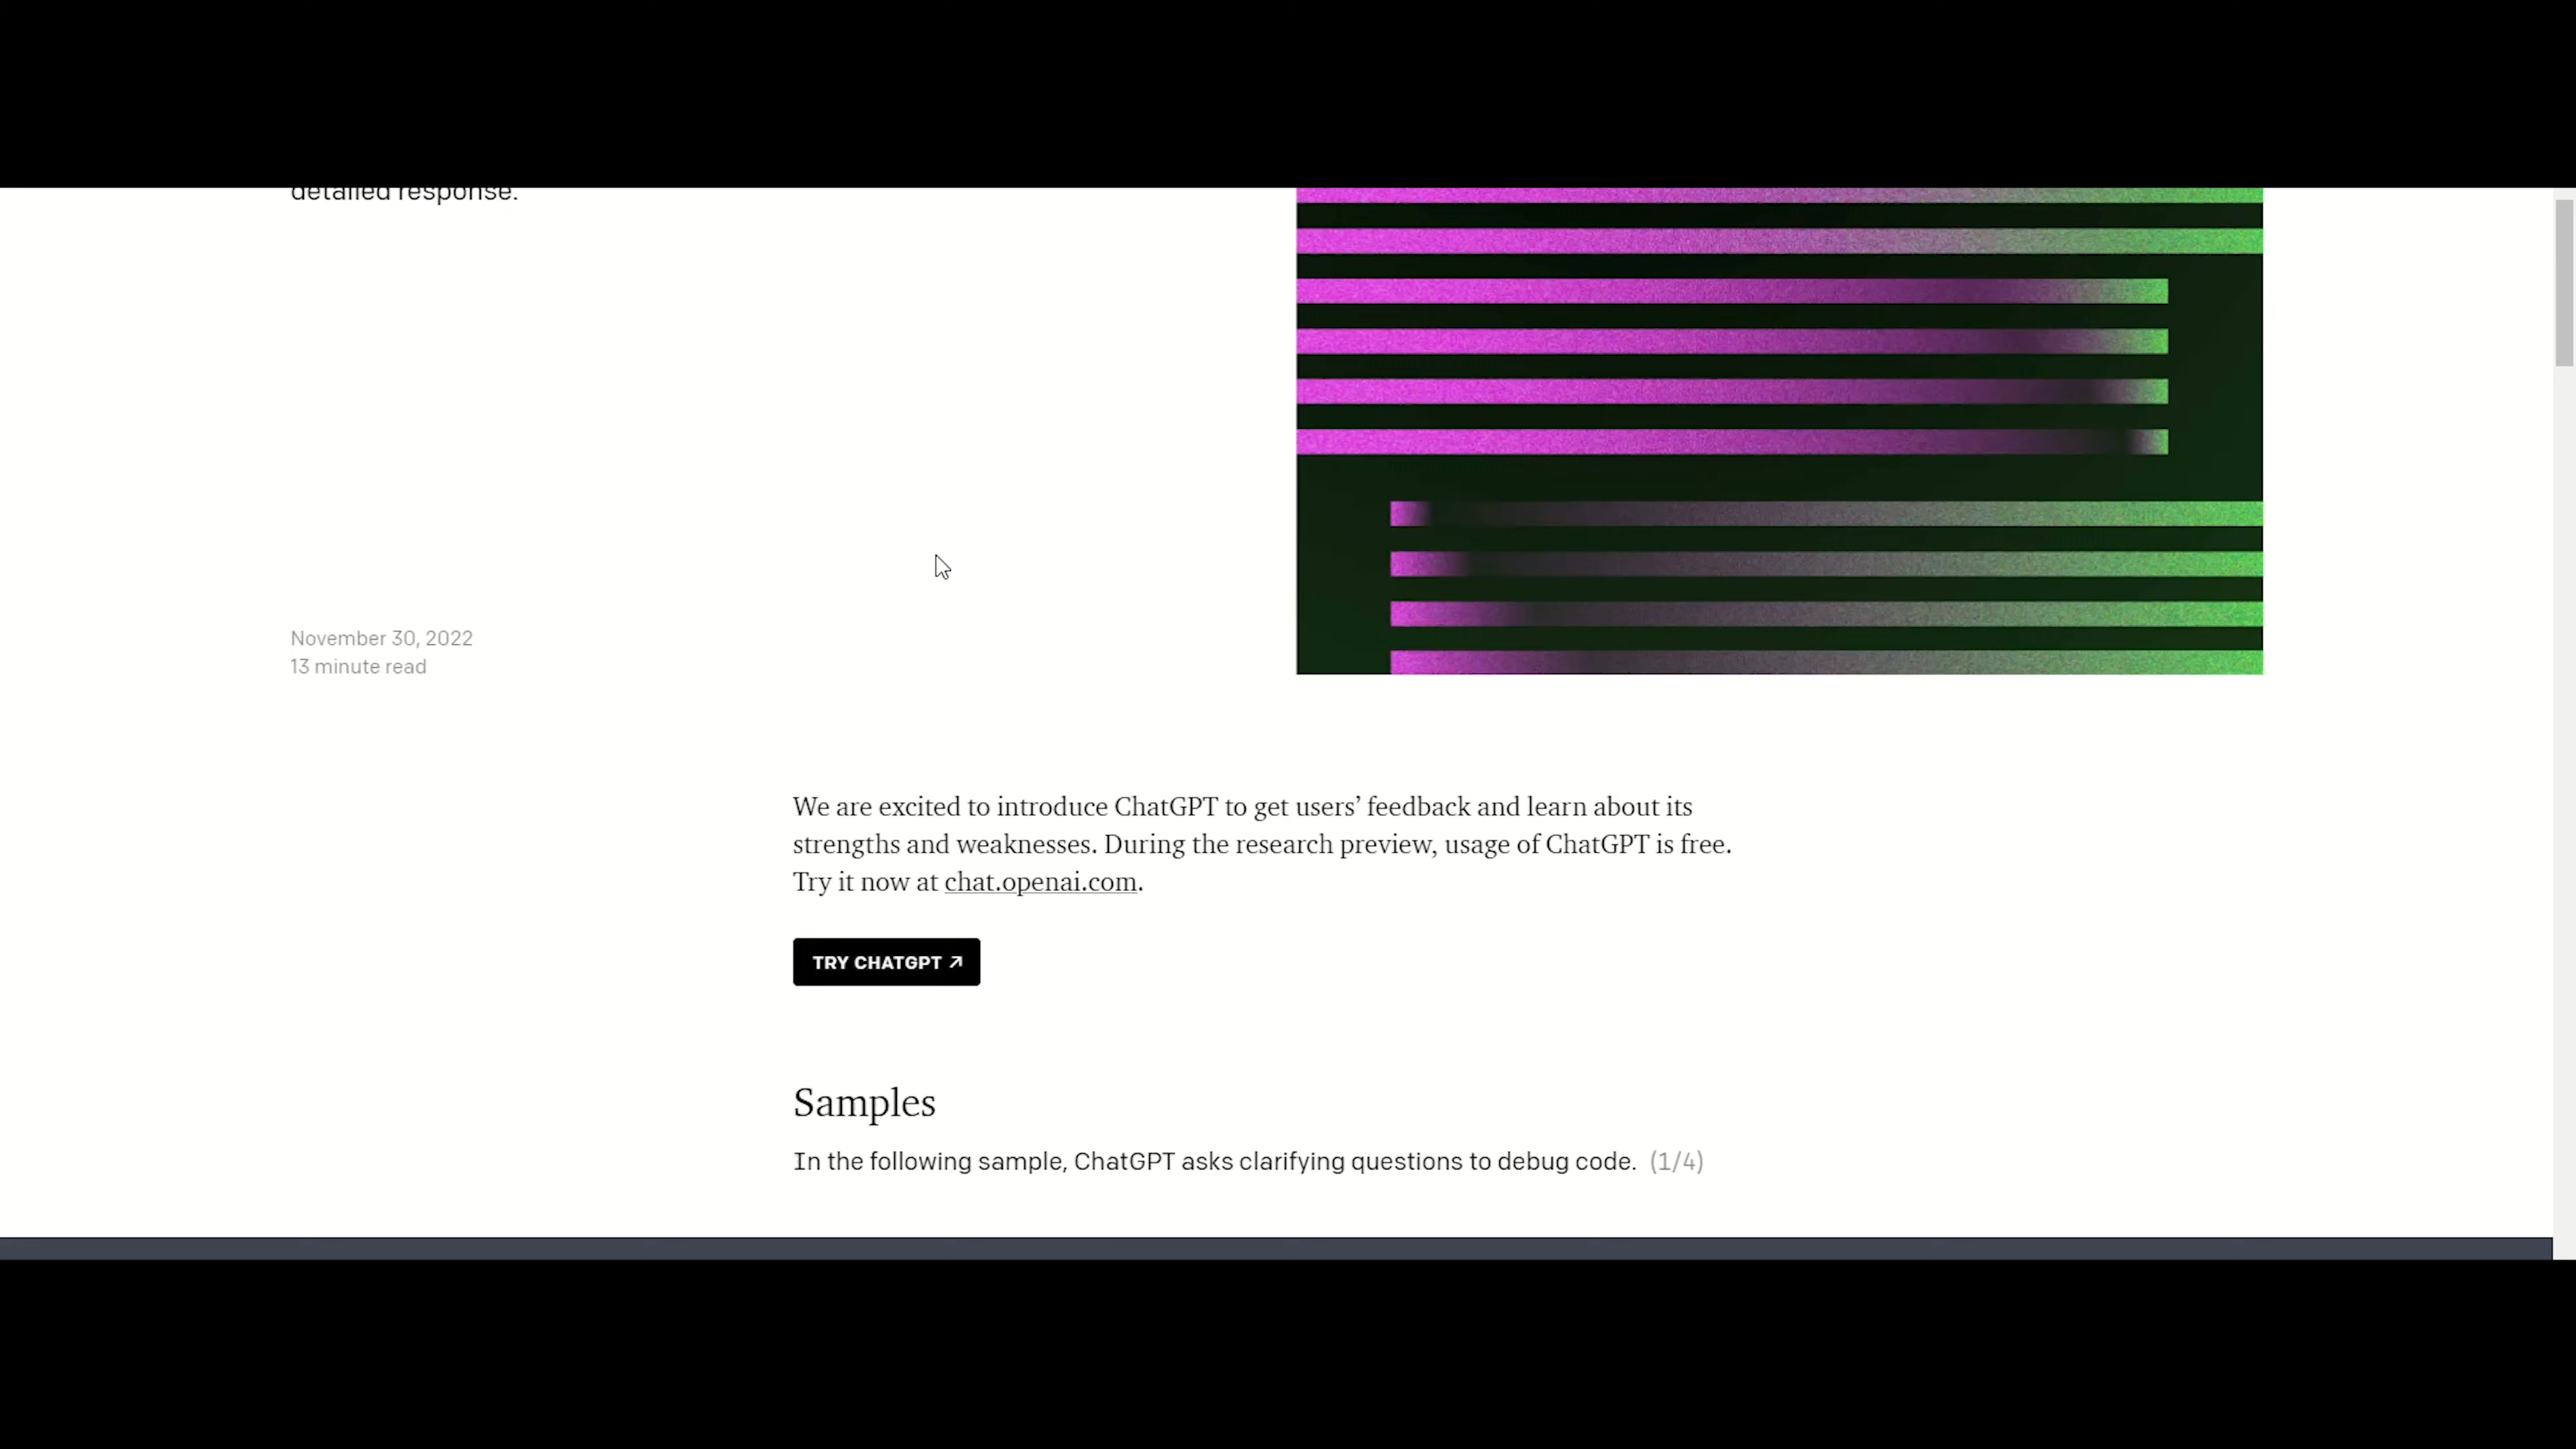 detailed response.
November 30, 2022
13 minute read
We are excited to introduce ChatGPT to get users’ feedback and learn about its
strengths and weaknesses. During the research preview, usage of ChatGPT is free.
Try it now at chat.openai.com.
TRY CHATGPT ↗
Samples
In the following sample, ChatGPT asks clarifying questions to debug code. (1/4)